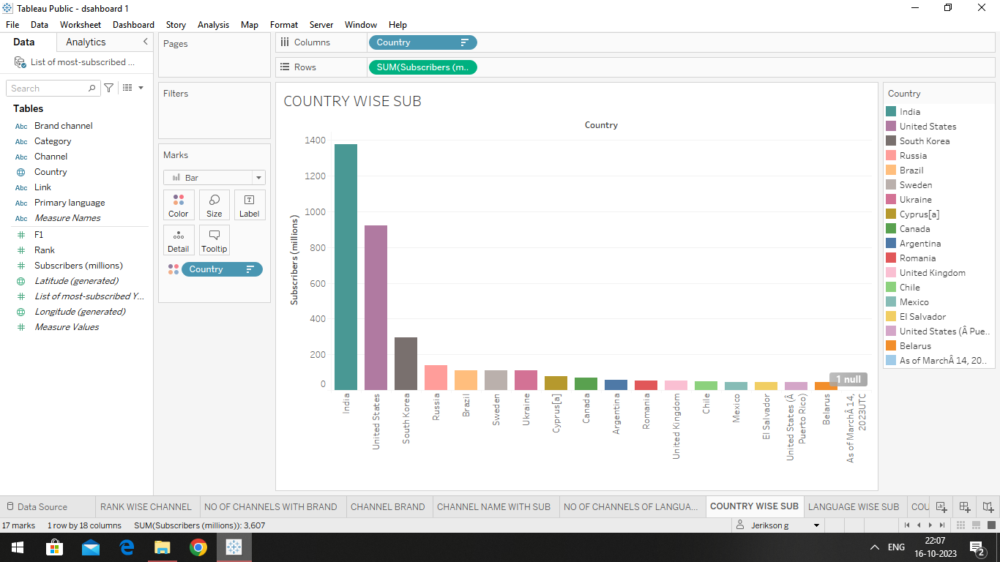 Tableau Public - dsahboard 1
File Data Worksheet Dashboard Story Analysis Map Format Server Window Help
Data Analytics
List of most-subscribed ...
Search
Tables
Abc Brand channel
Abc Category
Abc Channel
Country
Abc Link
Abc Primary language
Abc Measure Names
# F1
# Rank
# Subscribers (millions)
Latitude (generated)
# List of most-subscribed Y...
Longitude (generated)
# Measure Values
Pages
Filters
Marks
Bar
Color Size Label
Detail Tooltip
Country
Columns Country
Rows SUM(Subscribers (m..
COUNTRY WISE SUB
Country
Subscribers (millions)
1400
1200
1000
800
600
400
200
0
1 null
India
United States
South Korea
Russia
Brazil
Sweden
Ukraine
Cyprus[a]
Canada
Argentina
Romania
United Kingdom
Chile
Mexico
El Salvador
United States (Â
Puerto Rico)
Belarus
As of MarchÂ 14,
2023UTC
Country
India
United States
South Korea
Russia
Brazil
Sweden
Ukraine
Cyprus[a]
Canada
Argentina
Romania
United Kingdom
Chile
Mexico
El Salvador
United States (Â Pue..
Belarus
As of MarchÂ 14, 20..
Data Source RANK WISE CHANNEL NO OF CHANNELS WITH BRAND CHANNEL BRAND CHANNEL NAME WITH SUB NO OF CHANNELS OF LANGUA... COUNTRY WISE SUB LANGUAGE WISE SUB COU
17 marks 1 row by 18 columns SUM(Subscribers (millions)): 3,607 Jerikson g
ENG 22:07
16-10-2023 2